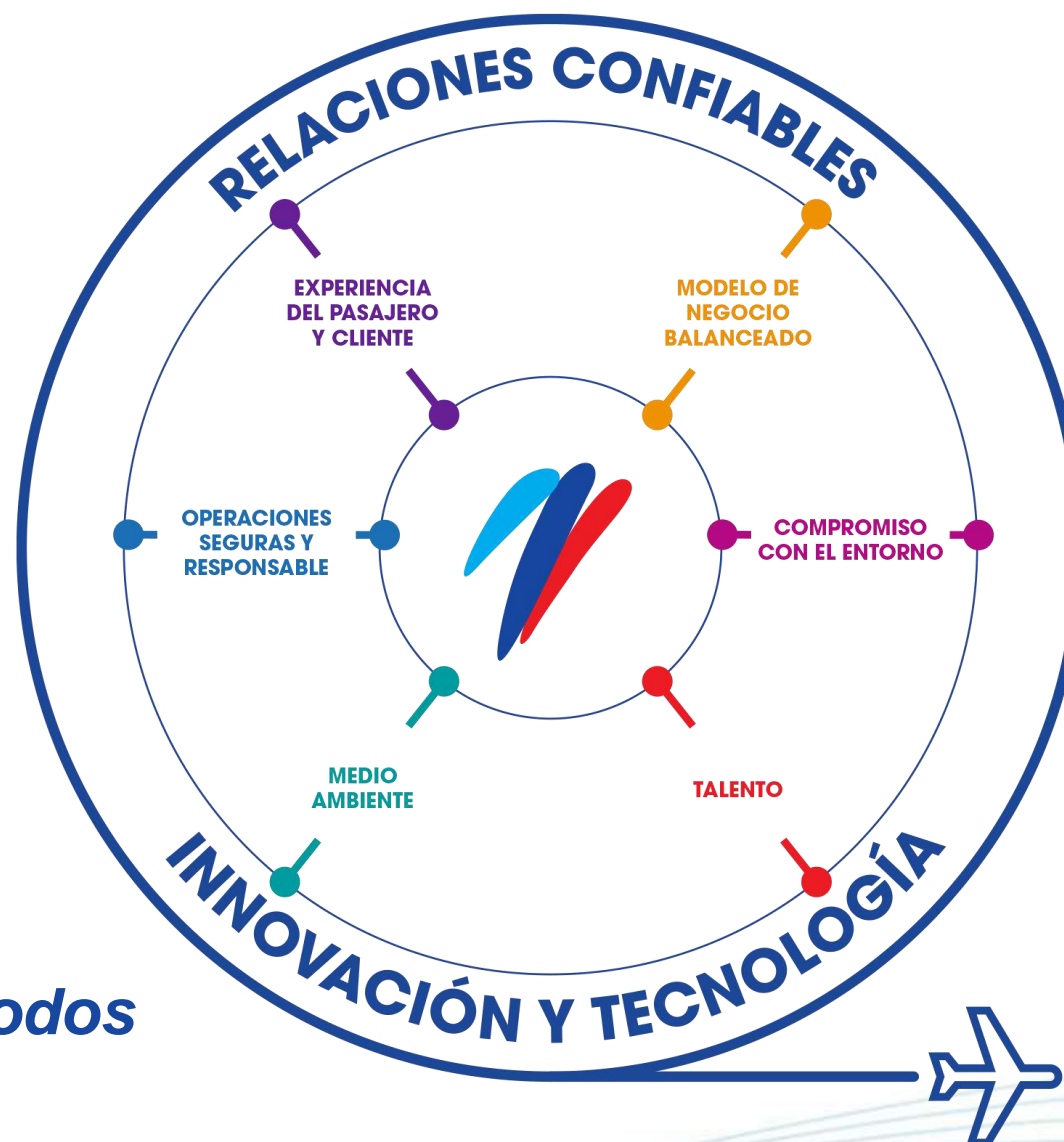 RELACIONES CONFIABLES
EXPERIENCIA
DEL PASAJERO
Y CLIENTE
MODELO DE
NEGOCIO
BALANCEADO
OPERACIONES
SEGURAS Y
RESPONSABLE
COMPROMISO
CON EL ENTORNO
MEDIO
AMBIENTE
TALENTO
INNOVACIÓN Y TECNOLOGÍA